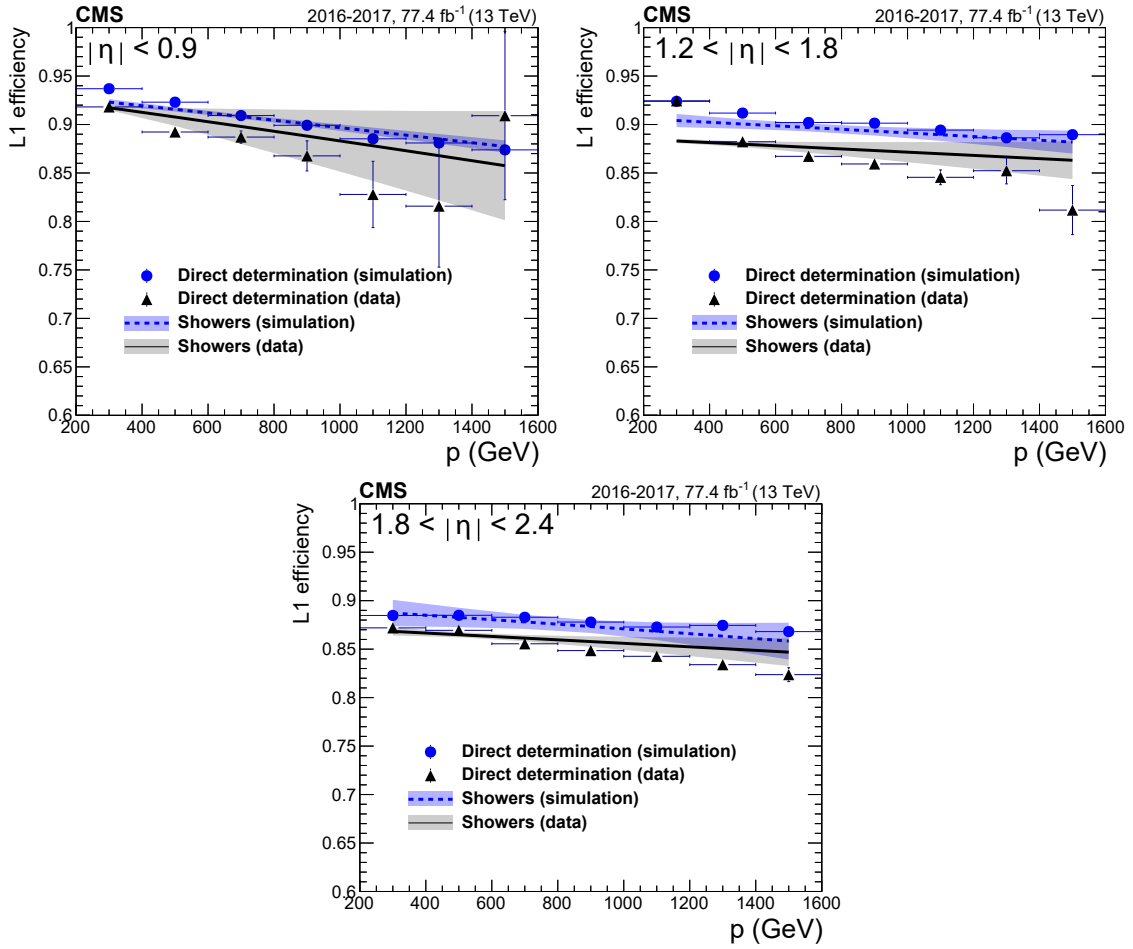 CMS 2016-2017, 77.4 fb⁻¹ (13 TeV)
|η| < 0.9
L1 efficiency
1
0.95
0.9
0.85
0.8
0.75
0.7
0.65
0.6
Direct determination (simulation)
Direct determination (data)
Showers (simulation)
Showers (data)
200 400 600 800 1000 1200 1400 1600
p (GeV)
CMS 2016-2017, 77.4 fb⁻¹ (13 TeV)
1.2 < |η| < 1.8
L1 efficiency
1
0.95
0.9
0.85
0.8
0.75
0.7
0.65
0.6
Direct determination (simulation)
Direct determination (data)
Showers (simulation)
Showers (data)
200 400 600 800 1000 1200 1400 1600
p (GeV)
CMS 2016-2017, 77.4 fb⁻¹ (13 TeV)
1.8 < |η| < 2.4
L1 efficiency
1
0.95
0.9
0.85
0.8
0.75
0.7
0.65
0.6
Direct determination (simulation)
Direct determination (data)
Showers (simulation)
Showers (data)
200 400 600 800 1000 1200 1400 1600
p (GeV)